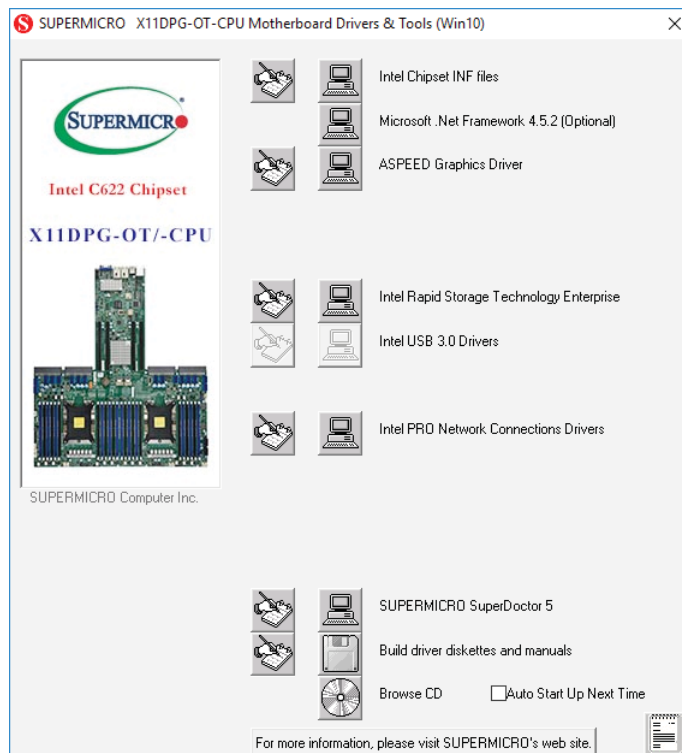 SUPERMICRO X11DPG-OT-CPU Motherboard Drivers & Tools (Win10)
SUPERMICRO
Intel C622 Chipset
X11DPG-OT/-CPU
SUPERMICRO Computer Inc.
Intel Chipset INF files
Microsoft .Net Framework 4.5.2 (Optional)
ASPEED Graphics Driver
Intel Rapid Storage Technology Enterprise
Intel USB 3.0 Drivers
Intel PRO Network Connections Drivers
SUPERMICRO SuperDoctor 5
Build driver diskettes and manuals
Browse CD Auto Start Up Next Time
For more information, please visit SUPERMICRO's web site.